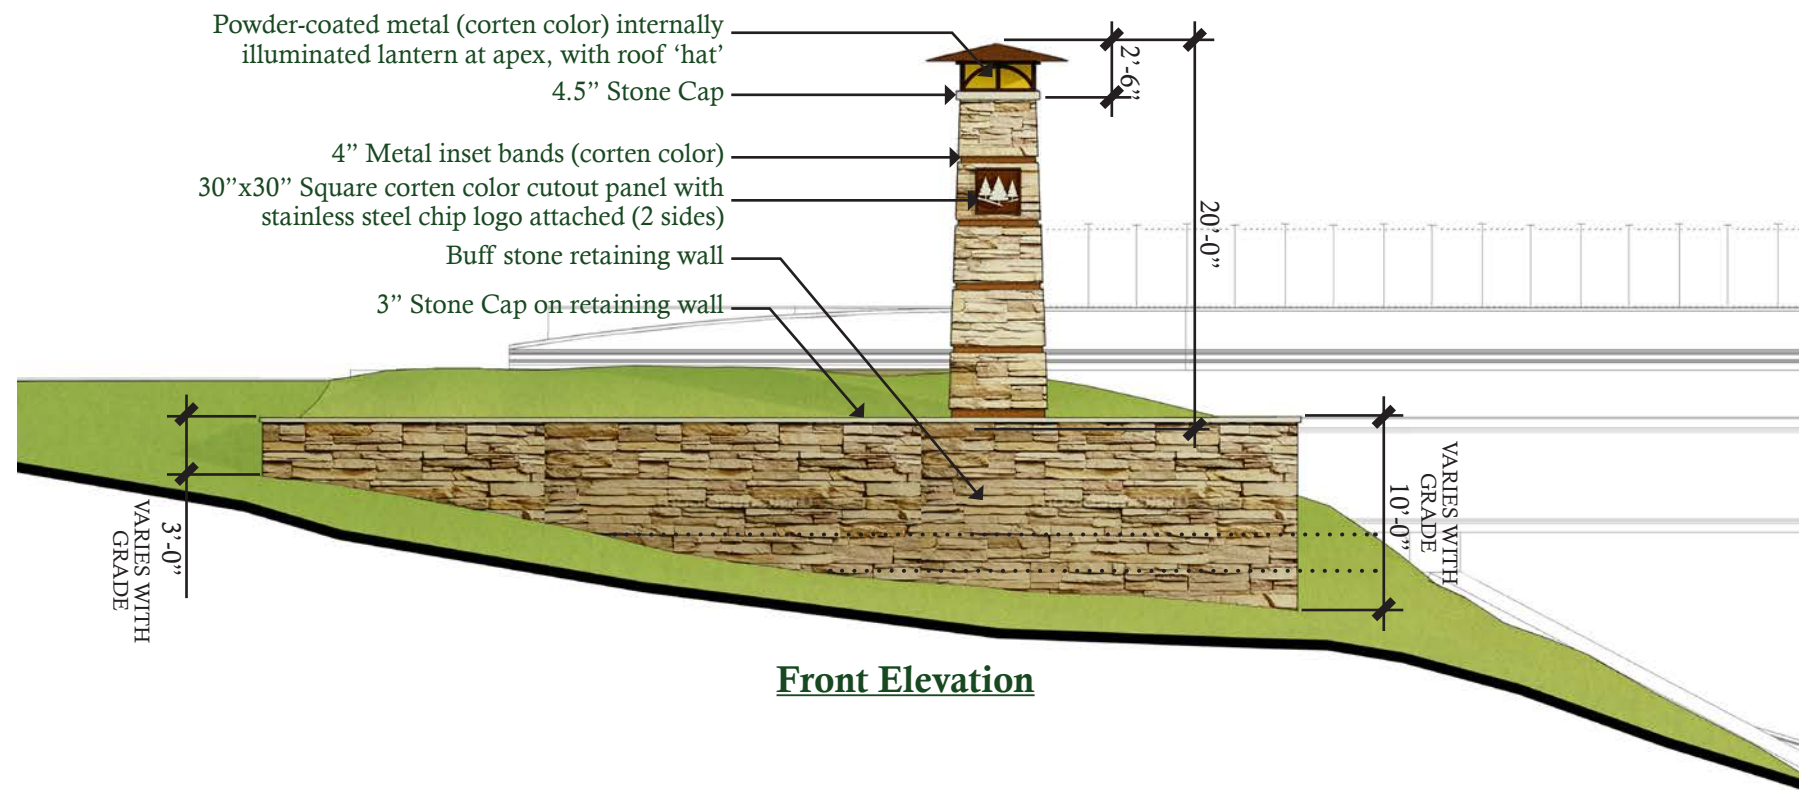 Powder-coated metal (corten color) internally
illuminated lantern at apex, with roof ‘hat’
4.5” Stone Cap
4” Metal inset bands (corten color)
30”x30” Square corten color cutout panel with
stainless steel chip logo attached (2 sides)
Buff stone retaining wall
3” Stone Cap on retaining wall
2’-6”
20’-0”
3’-0”
VARIES WITH
GRADE
10’-0”
VARIES WITH
GRADE
Front Elevation